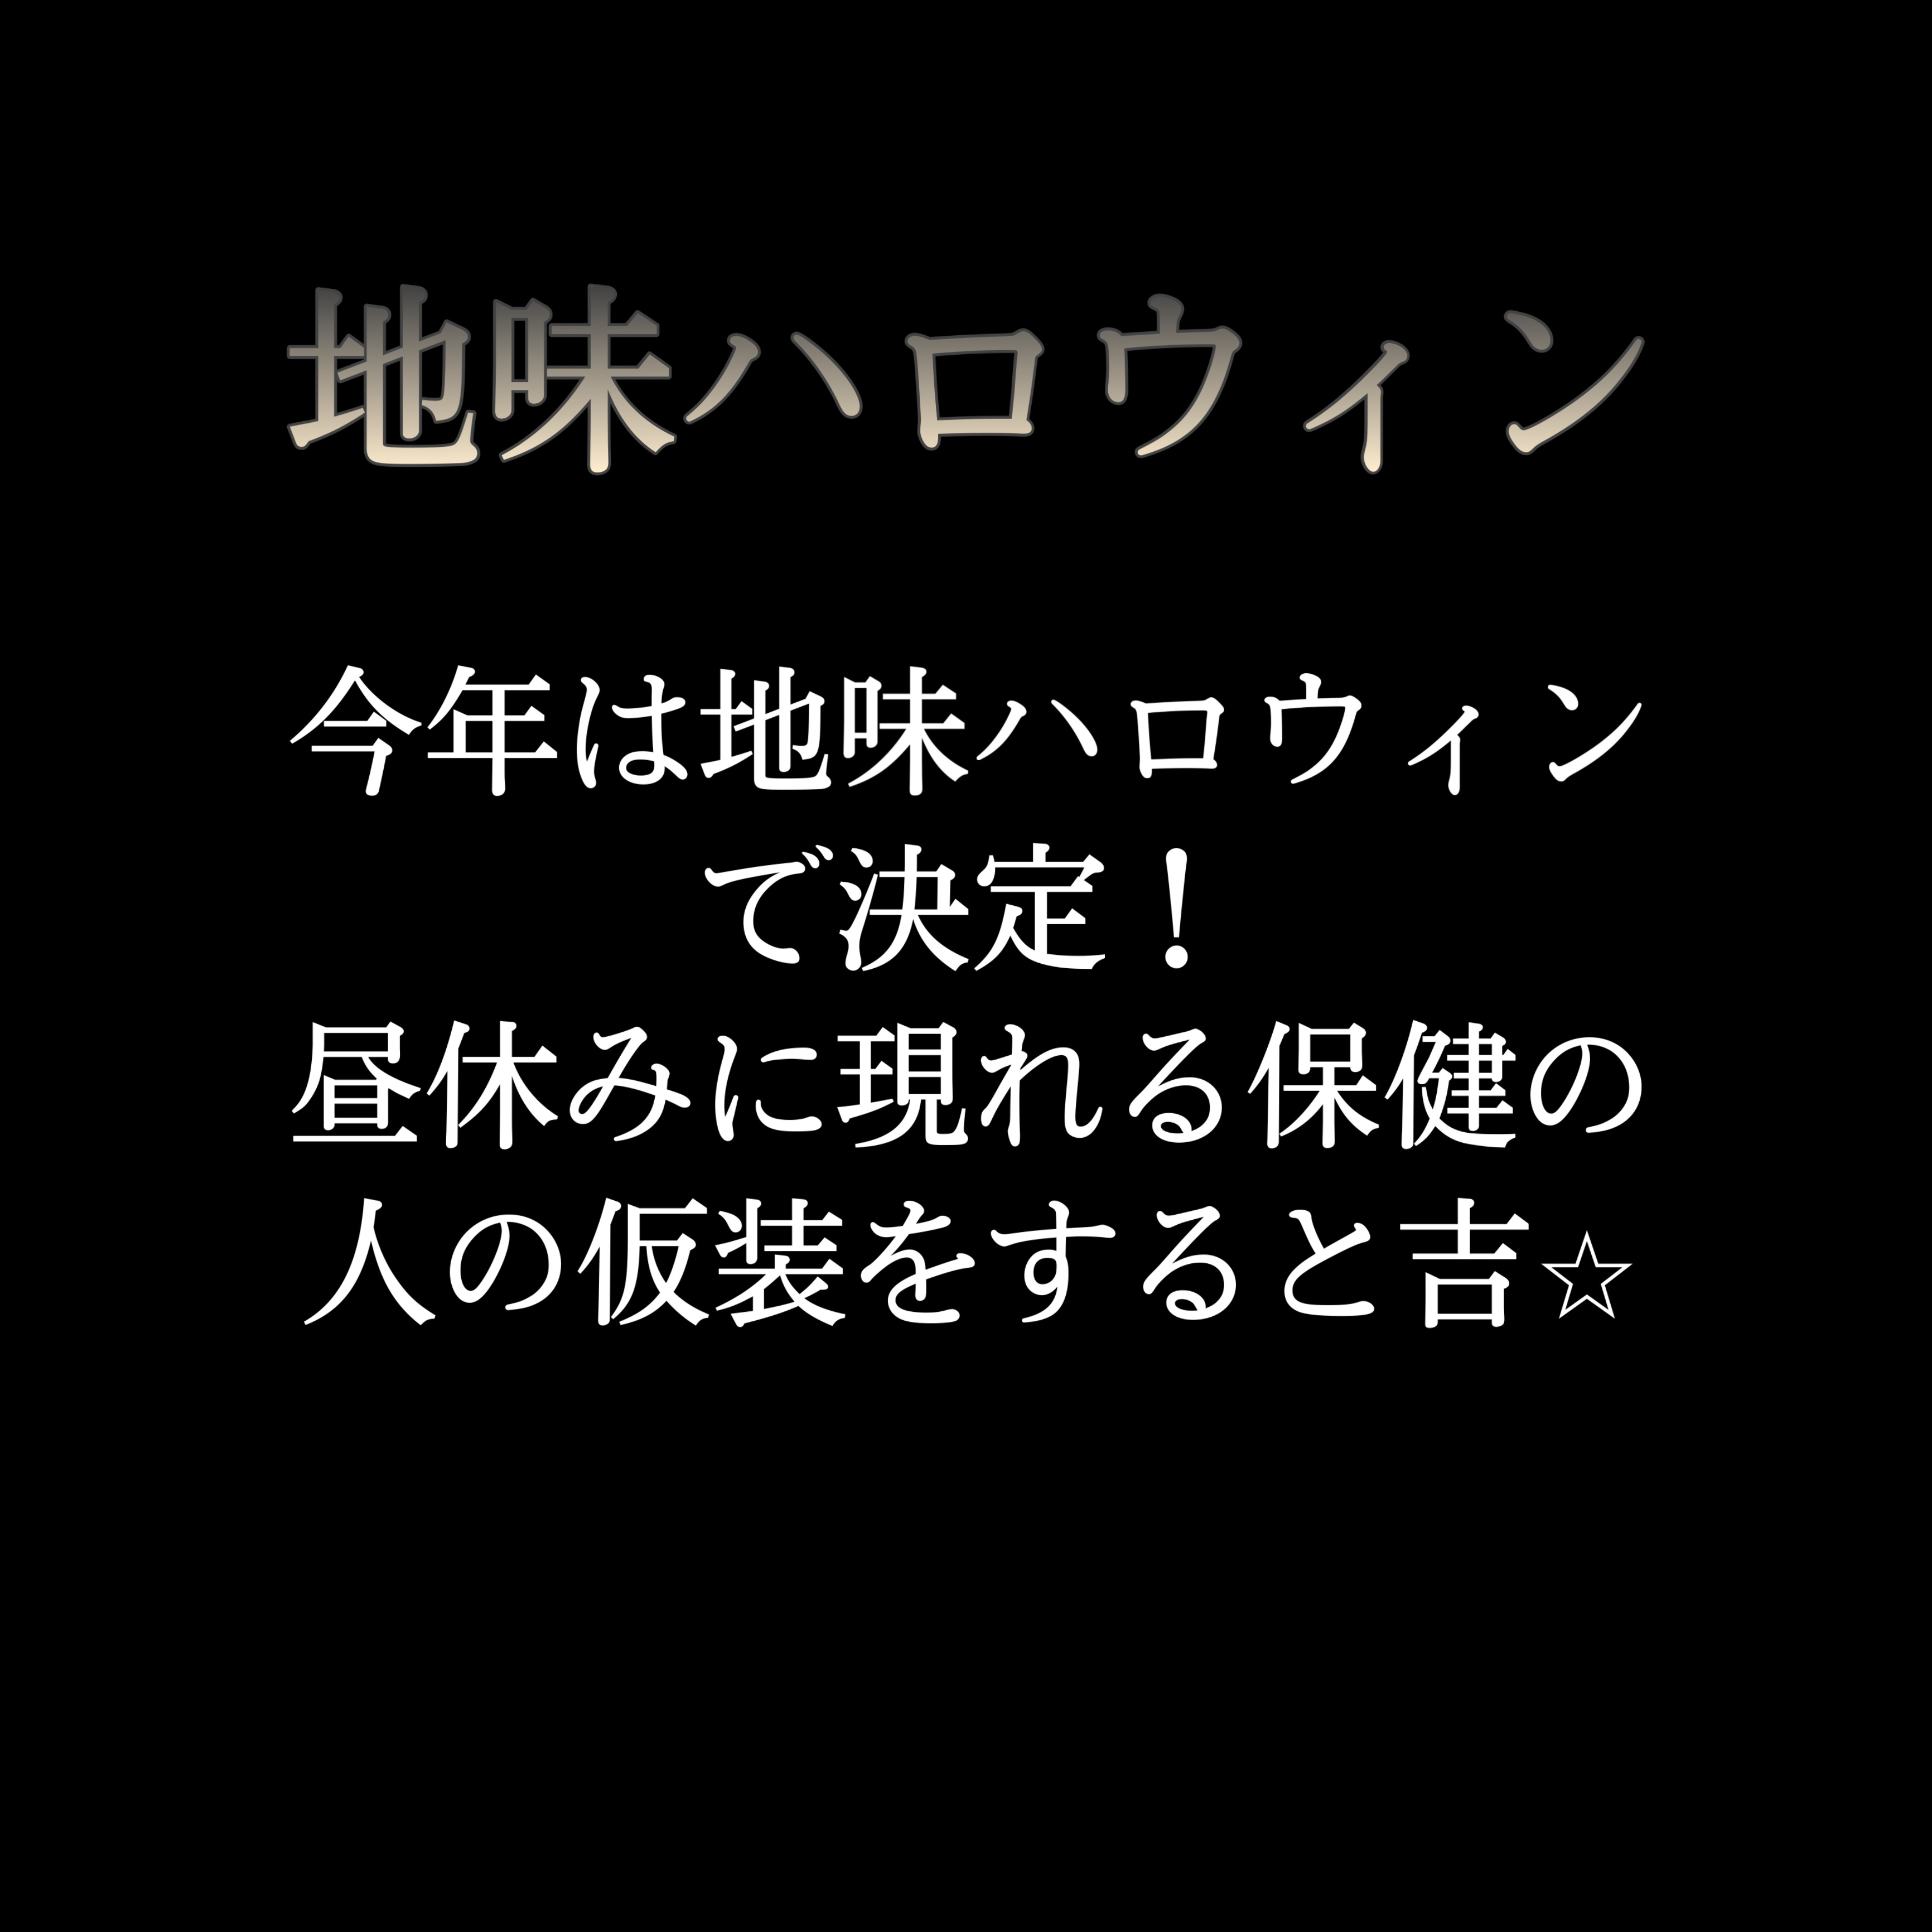 地味ハロウィン
今年は地味ハロウィン
で決定！
昼休みに現れる保健の
人の仮装をすると吉☆